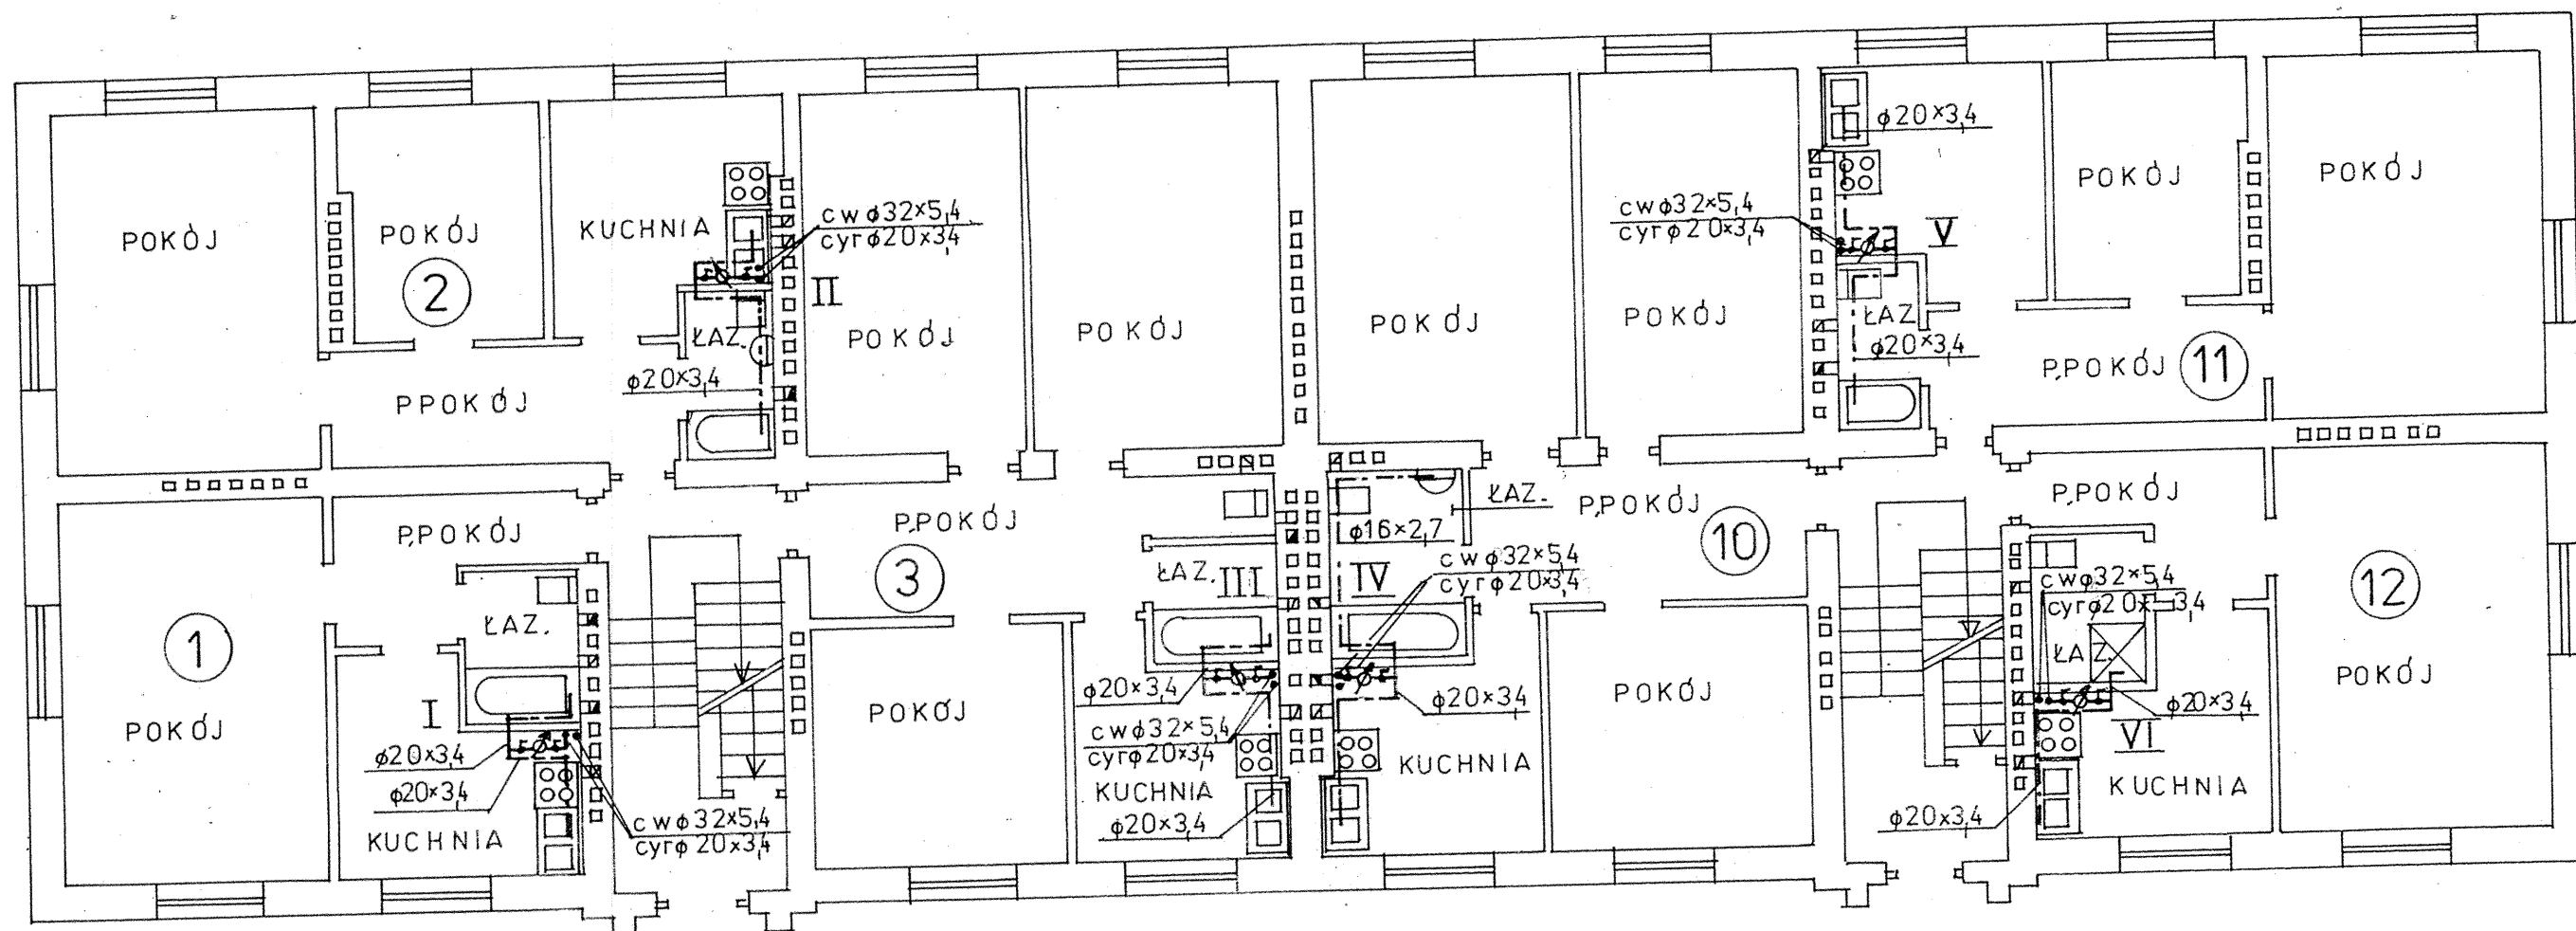 POKÓJ
POKÓJ
2
KUCHNIA
cwφ32×5,4
cyrφ20×3,4
II
POKÓJ
ŁAZ.
φ20×3,4
P.POKÓJ
POKÓJ
POKÓJ
POKÓJ
cwφ32×5,4
cyrφ20×3,4
φ20×3,4
V
ŁAZ.
φ20×3,4
POKÓJ
POKÓJ
P.POKÓJ
11
1
POKÓJ
P.POKÓJ
ŁAZ.
I
φ20×3,4
φ20×3,4
KUCHNIA
cwφ32×5,4
cyrφ20×3,4
P.POKÓJ
3
POKÓJ
ŁAZ.
III
φ20×3,4
cwφ32×5,4
cyrφ20×3,4
KUCHNIA
φ20×3,4
ŁAZ.
φ16×2,7
IV
cwφ32×5,4
cyrφ20×3,4
φ20×3,4
KUCHNIA
P.POKÓJ
10
POKÓJ
P.POKÓJ
cwφ32×5,4
cyrφ20×3,4
ŁAZ.
φ20×3,4
VI
KUCHNIA
φ20×3,4
12
POKÓJ